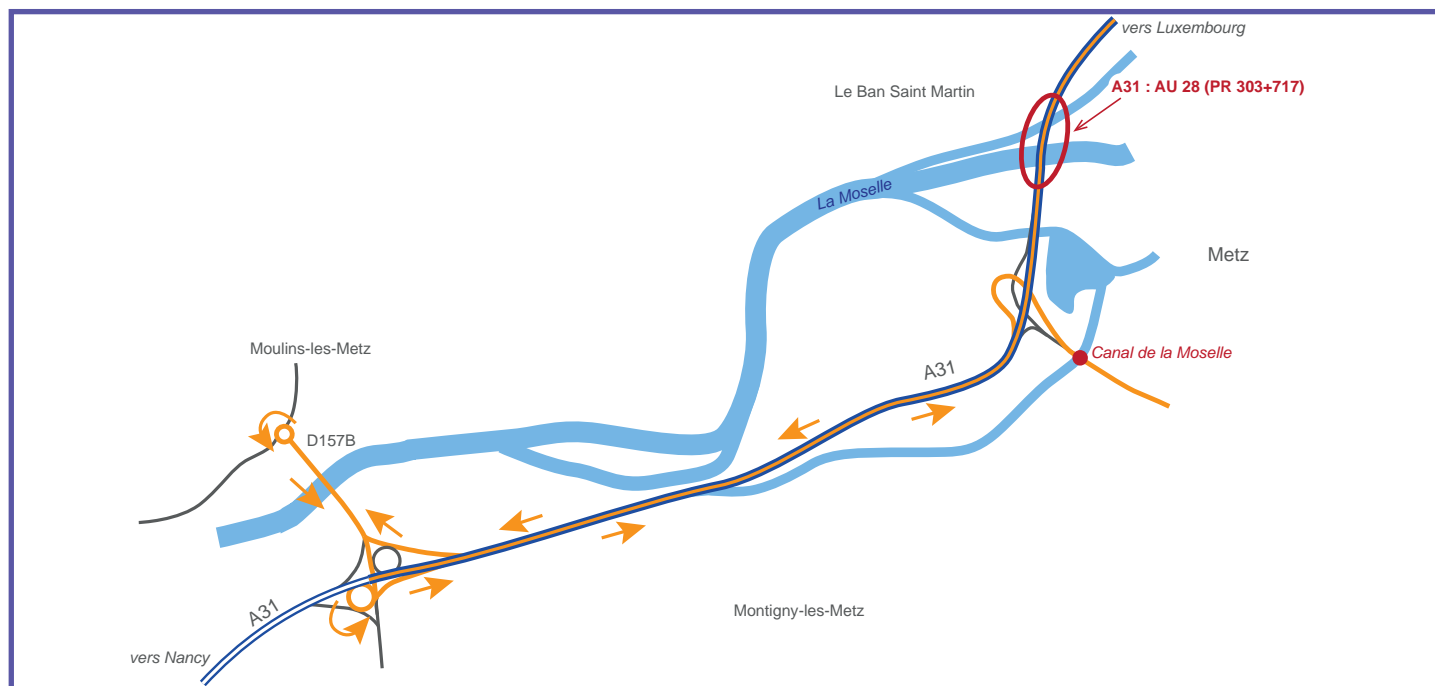 vers Luxembourg
Le Ban Saint Martin
A31 : AU 28 (PR 303+717)
La Moselle
Metz
Moulins-les-Metz
Canal de la Moselle
A31
D157B
A31
Montigny-les-Metz
vers Nancy